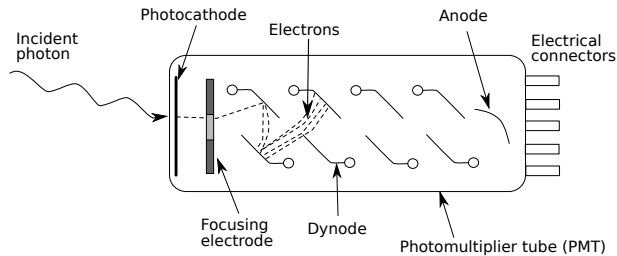 Photocathode
Anode
Incident
photon
Electrons
Electrical
connectors
Focusing
electrode
Dynode
Photomultiplier tube (PMT)